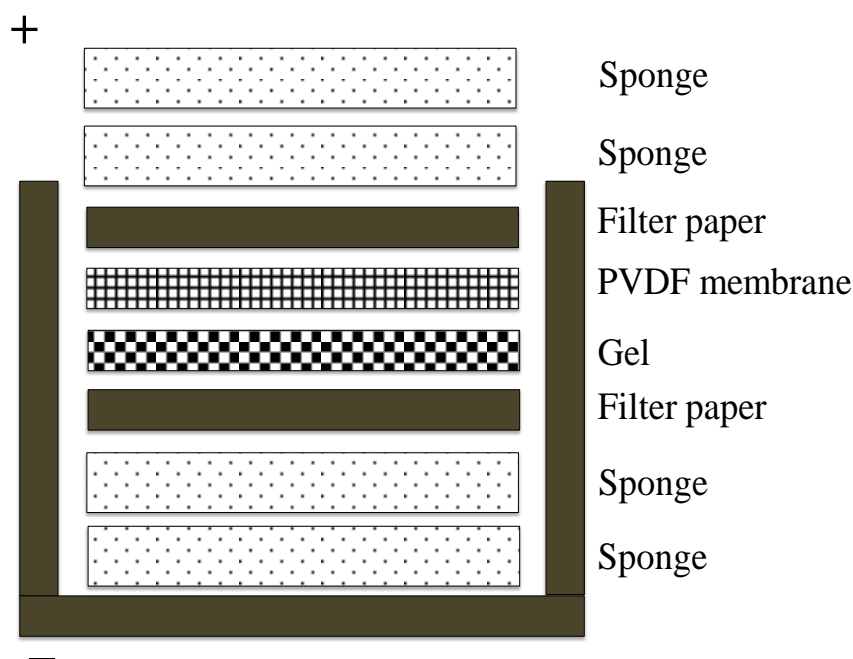 +
Sponge
Sponge
Filter paper
PVDF membrane
Gel
Filter paper
Sponge
Sponge